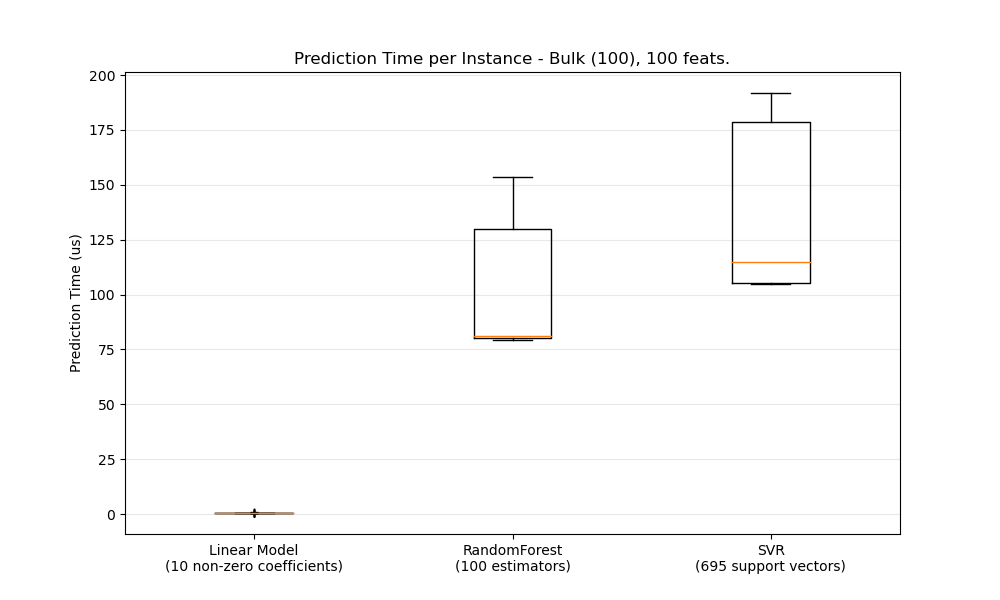 Prediction Time per Instance - Bulk (100), 100 feats.
Prediction Time (us)
200
175
150
125
100
75
50
25
0
Linear Model
(10 non-zero coefficients)
RandomForest
(100 estimators)
SVR
(695 support vectors)